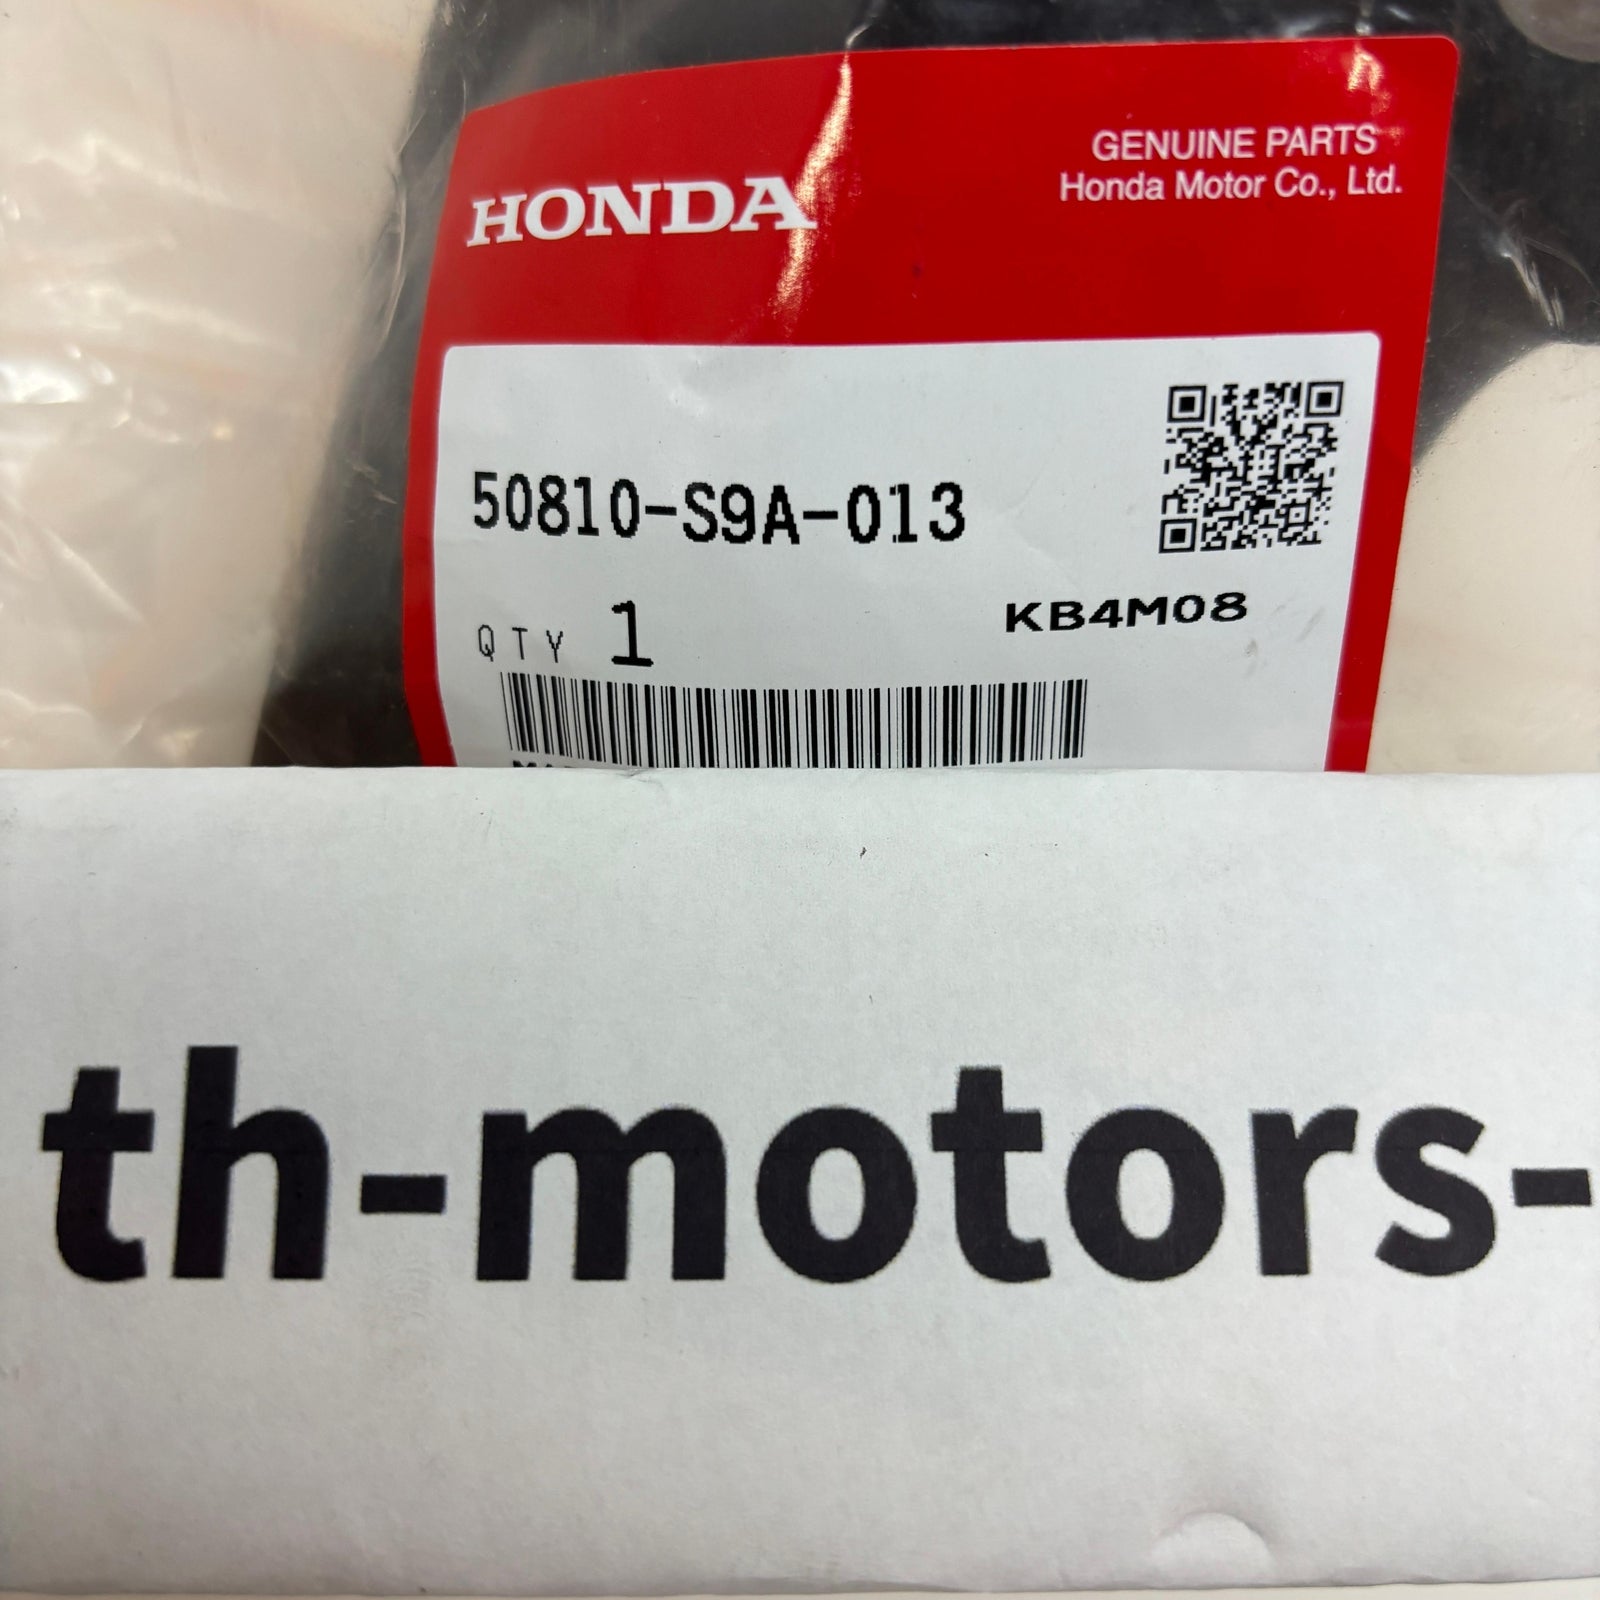 HONDA
GENUINE PARTS
Honda Motor Co., Ltd.
50810-S9A-013
QTY 1
KB4M08
th-motors-